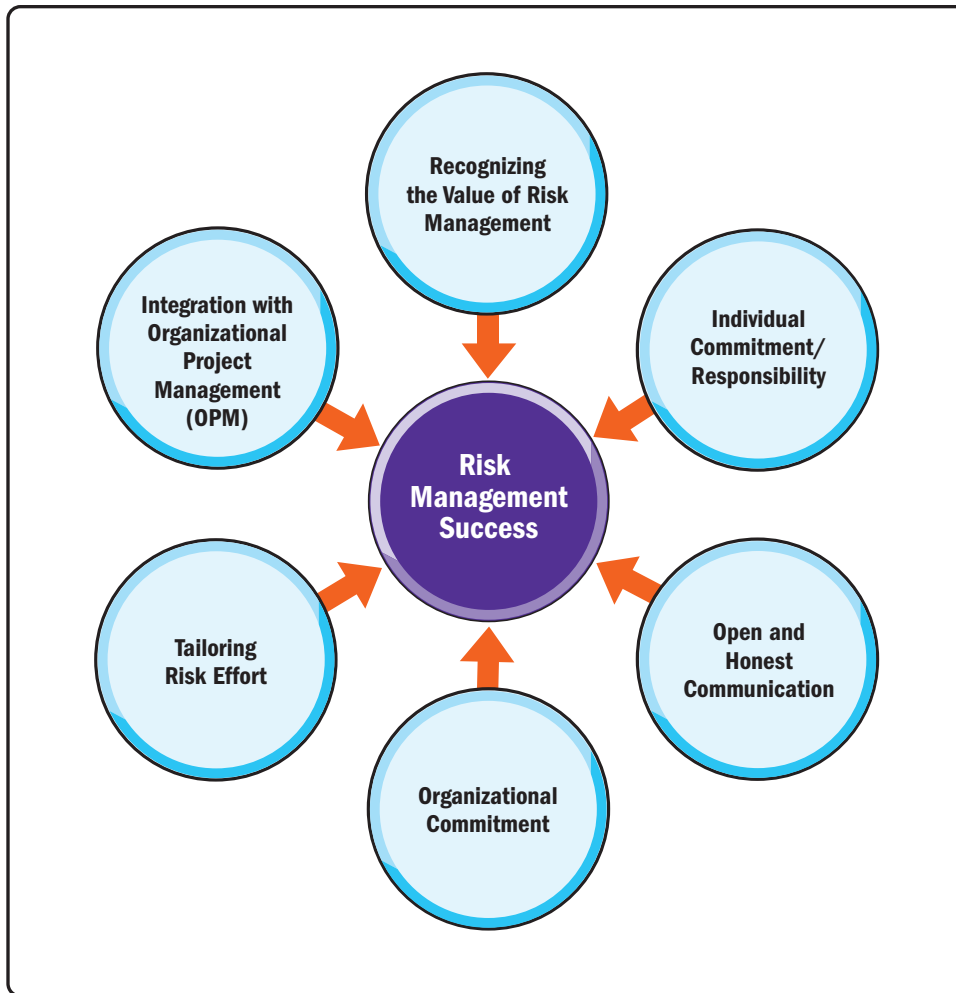 Recognizing
the Value of Risk
Management
Individual
Commitment/
Responsibility
Open and
Honest
Communication
Organizational
Commitment
Tailoring
Risk Effort
Integration with
Organizational
Project
Management
(OPM)
Risk
Management
Success